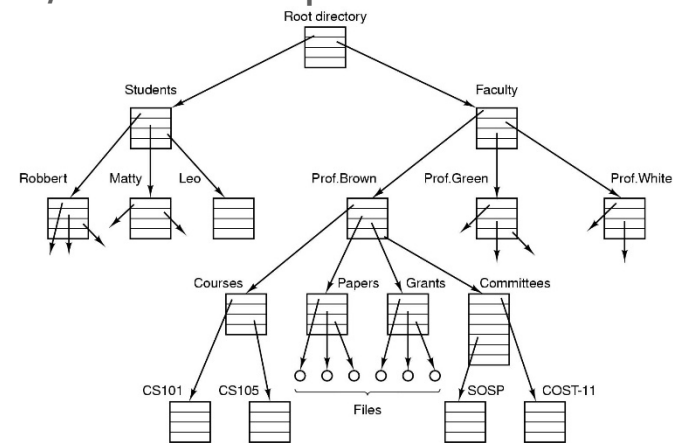 Root directory
Students Faculty
Robbert Matty Leo Prof.Brown Prof.Green Prof.White
Courses Papers Grants Committees
CS101 CS105 SOSP COST-11
Files